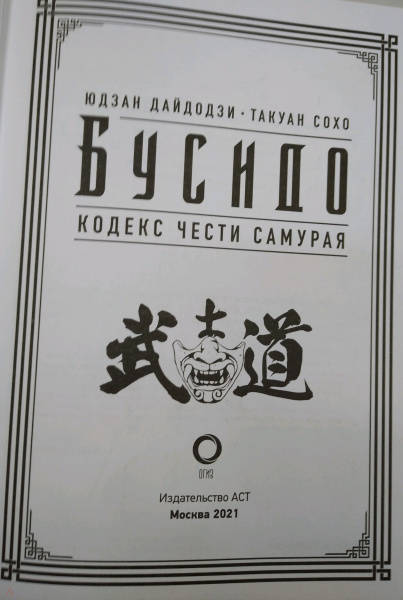 ЮДЗАН ДАЙДОДЗИ · ТАКУАН СОХО
БУСИДО
КОДЕКС ЧЕСТИ САМУРАЯ
武士道
ОГИЗ
Издательство АСТ
Москва 2021